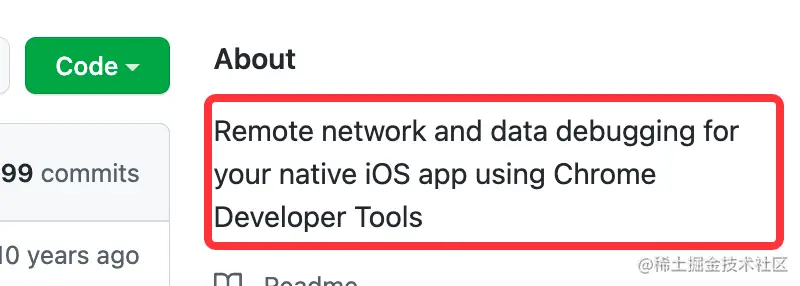 Code
About
Remote network and data debugging for
your native iOS app using Chrome
Developer Tools
99 commits
10 years ago
Readme
@稀土掘金技术社区